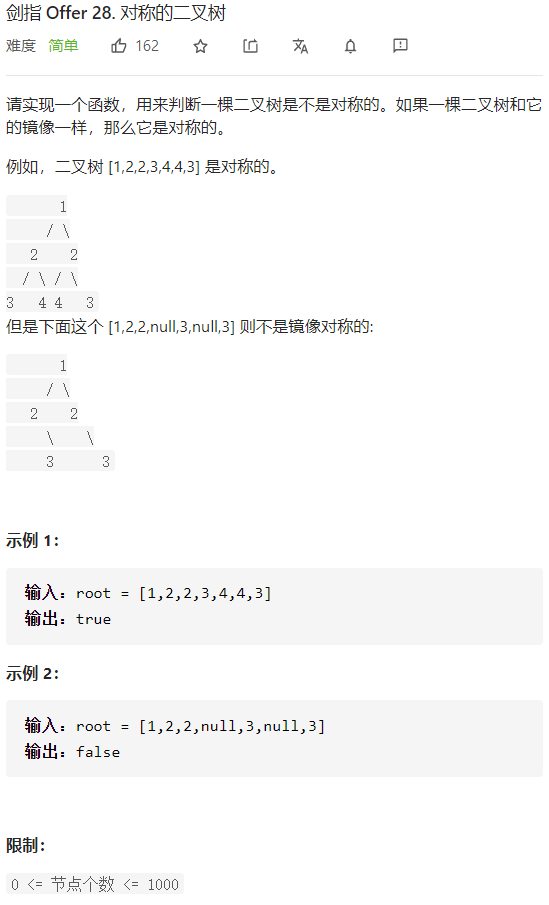 剑指 Offer 28. 对称的二叉树
难度 简单 162
请实现一个函数，用来判断一棵二叉树是不是对称的。如果一棵二叉树和它
的镜像一样，那么它是对称的。
例如，二叉树 [1,2,2,3,4,4,3] 是对称的。
1
/ \
2 2
/ \ / \
3 4 4 3
但是下面这个 [1,2,2,null,3,null,3] 则不是镜像对称的:
1
/ \
2 2
\ \
3 3
示例 1：
输入：root = [1,2,2,3,4,4,3]
输出：true
示例 2：
输入：root = [1,2,2,null,3,null,3]
输出：false
限制：
0 <= 节点个数 <= 1000